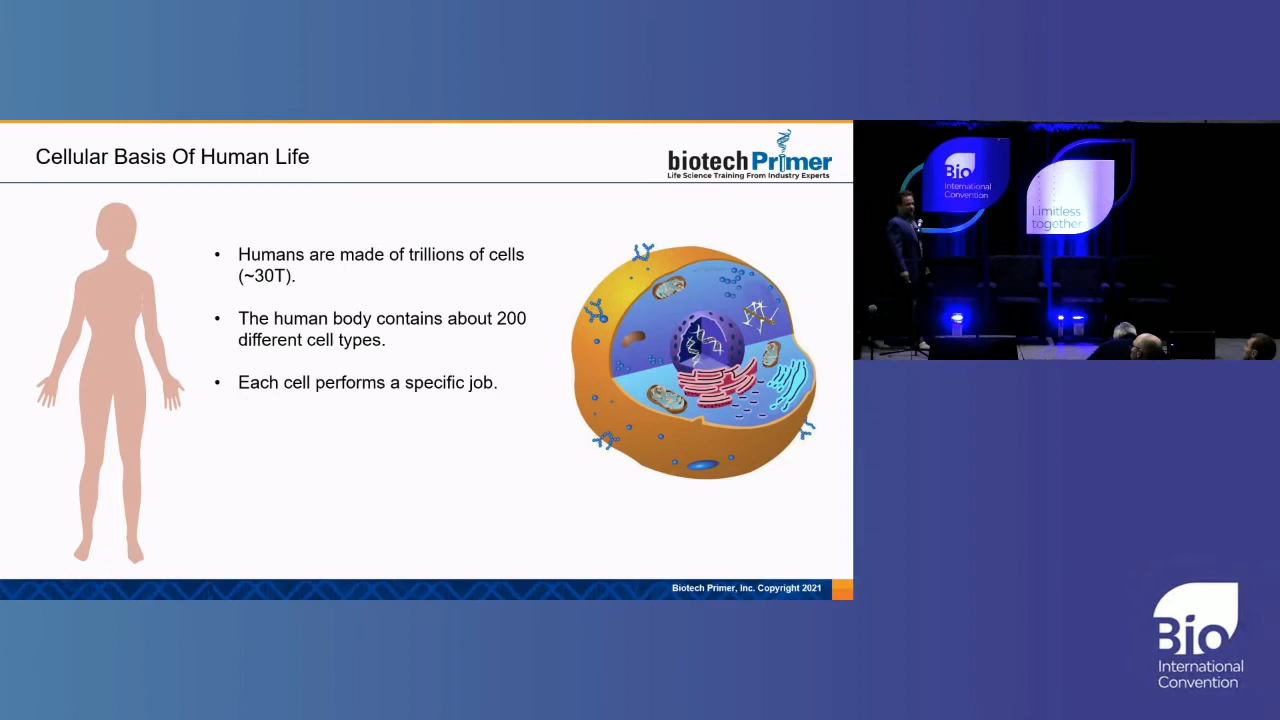 Cellular Basis Of Human Life
biotechPrimer
Life Science Training From Industry Experts
• Humans are made of trillions of cells
(~30T).
• The human body contains about 200
different cell types.
• Each cell performs a specific job.
Biotech Primer, Inc. Copyright 2021
Bio
International
Convention
Limitless
together
Bio
International
Convention